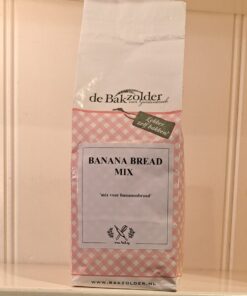 de Bakzolder
Lekker
zelf bakken!
BANANA BREAD
MIX
'mix voor bananenbrood'
WWW.BAKZOLDER.NL